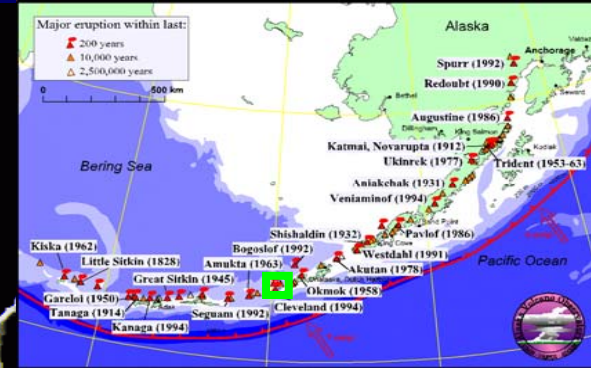 Major eruption within last:
200 years
10,000 years
2,500,000 years
0
500 km
Alaska
Anchorage
Spurr (1992)
Redoubt (1990)
Seward
Bethel
Augustine (1986)
Dillingham
King Salmon
Katmai, Novarupta (1912)
Kodiak
Ukinrek (1977)
Trident (1953-63)
Bering Sea
Aniakchak (1931)
Veniaminof (1994)
Sand Point
Shishaldin (1932)
Pavlof (1986)
Kiska (1962)
Bogoslof (1992)
Westdahl (1991)
Little Sitkin (1828)
Amukta (1963)
Akutan (1978)
Pacific Ocean
Great Sitkin (1945)
Gareloi (1950)
Okmok (1958)
Tanaga (1914)
Adak
Seguam (1992)
Cleveland (1994)
Kanaga (1994)